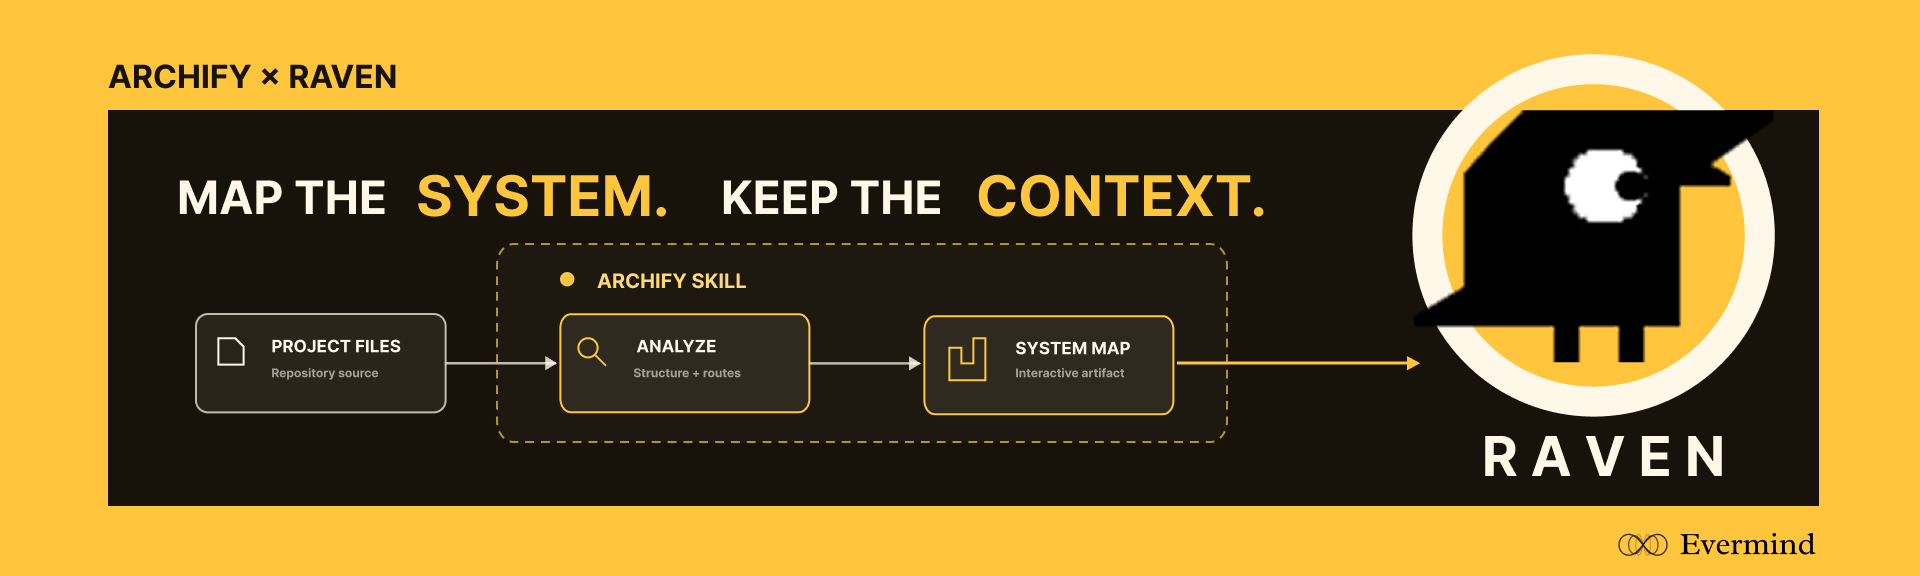 ARCHIFY × RAVEN
MAP THE SYSTEM. KEEP THE CONTEXT.
ARCHIFY SKILL
PROJECT FILES
Repository source
ANALYZE
Structure + routes
SYSTEM MAP
Interactive artifact
RAVEN
Evermind